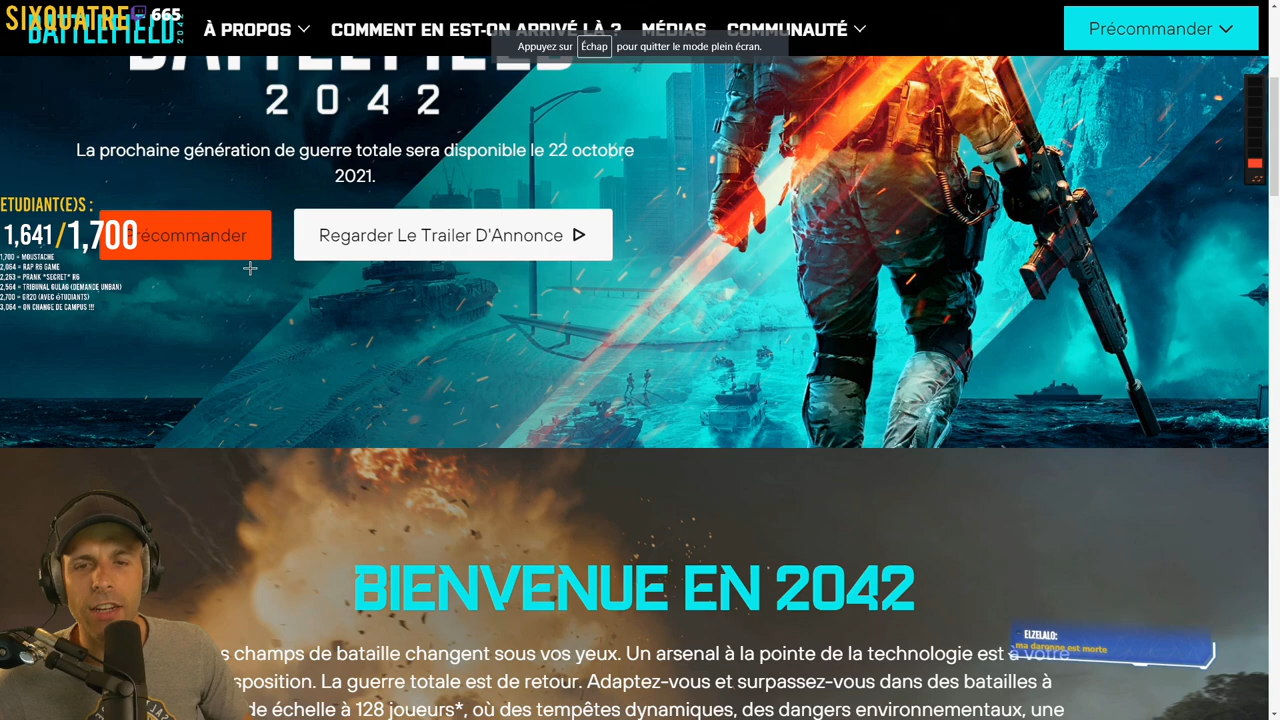 SIXQUATRE 665
BATTLEFIELD 2042
À PROPOS
COMMENT EN EST-ON ARRIVÉ LÀ ?
MÉDIAS
COMMUNAUTÉ
Précommander
Appuyez sur Échap pour quitter le mode plein écran.
BATTLEFIELD
2042
La prochaine génération de guerre totale sera disponible le 22 octobre
2021.
ETUDIANT(E)S :
1,641/1,700
Précommander
Regarder Le Trailer D'Annonce
1,700 = MOUSTACHE
2,064 = RAP R6 GAME
2,263 = PRANK *SECRET* R6
2,564 = TRIBUNAL GULAG (DEMANDE UNBAN)
2,700 = GR20 (AVEC éTUDIANTS)
3,064 = ON CHANGE DE CAMPUS !!!
BIENVENUE EN 2042
s champs de bataille changent sous vos yeux. Un arsenal à la pointe de la technologie est à votre
sposition. La guerre totale est de retour. Adaptez-vous et surpassez-vous dans des batailles à
de échelle à 128 joueurs*, où des tempêtes dynamiques, des dangers environnementaux, une
ELZELALO:
ma daronne est morte